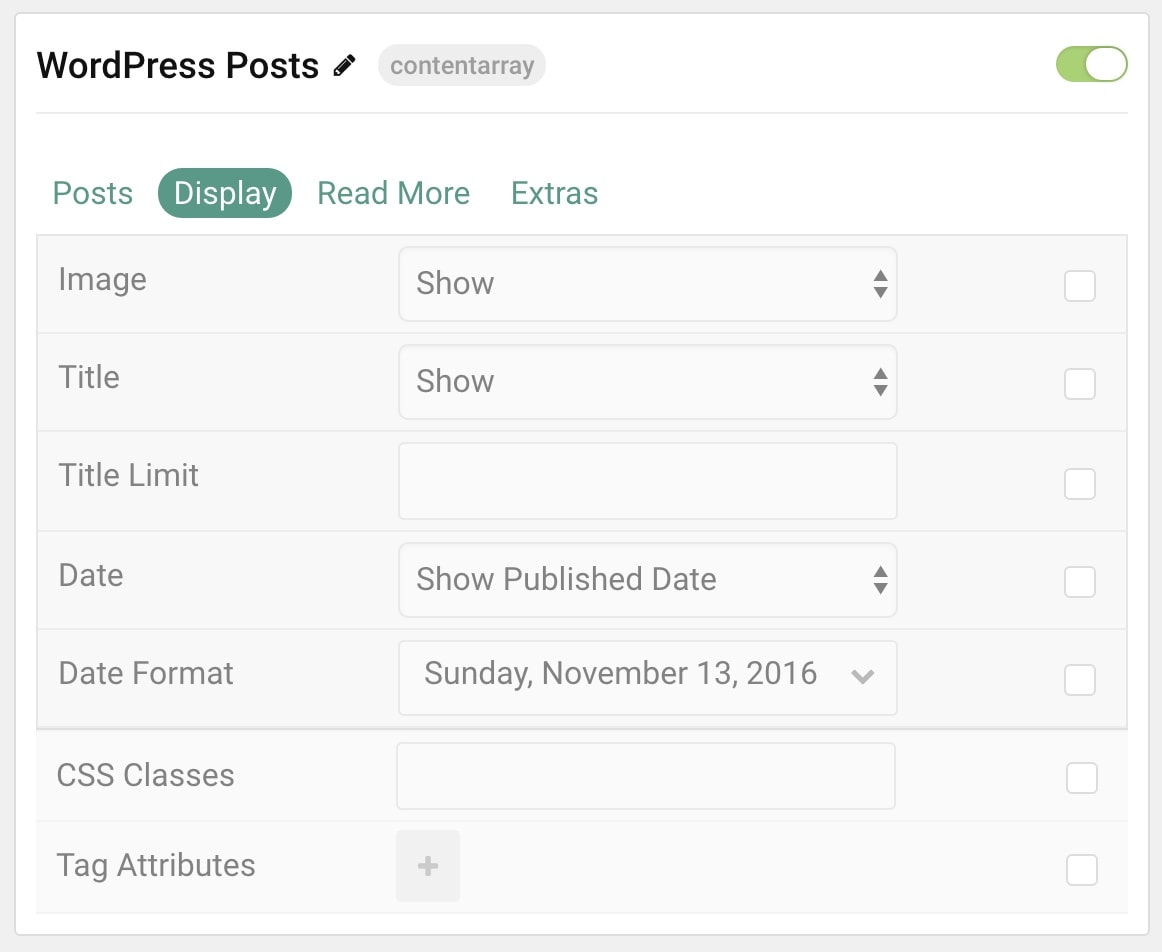 WordPress Posts contentarray
Posts Display Read More Extras
Image Show
Title Show
Title Limit
Date Show Published Date
Date Format Sunday, November 13, 2016
CSS Classes
Tag Attributes +